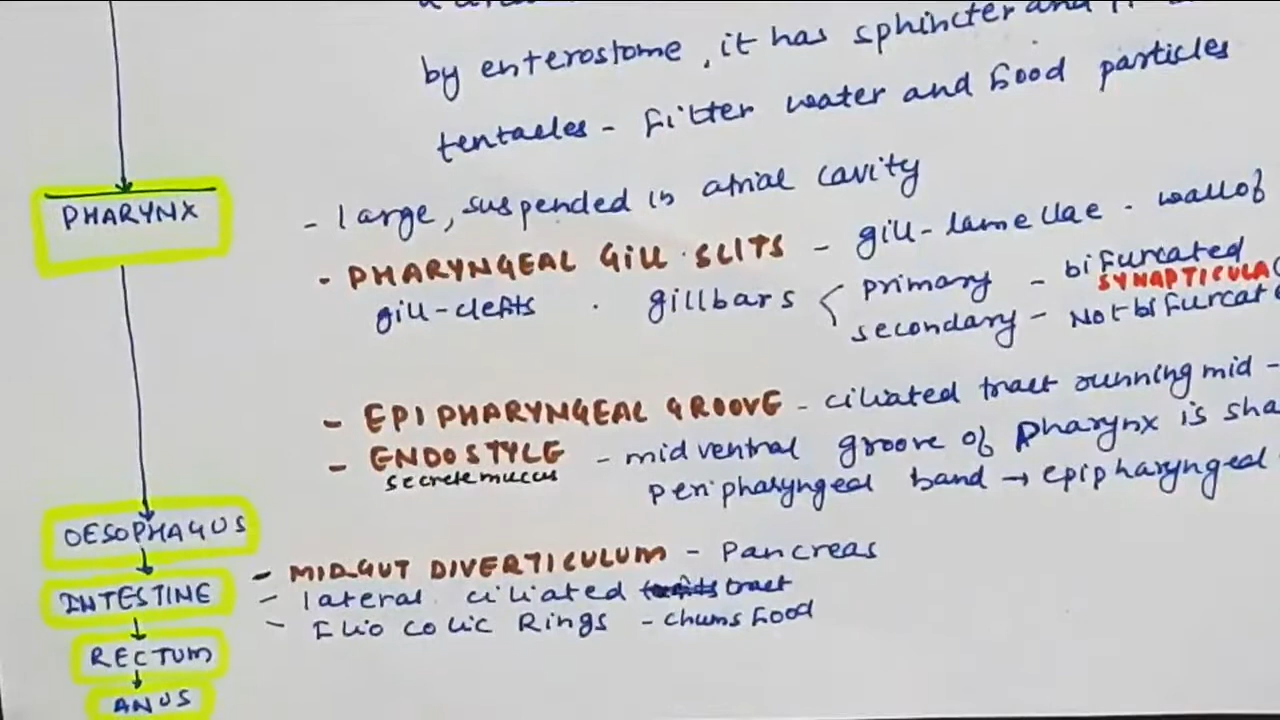 by enterostome, it has sphincter and
tentacles - Filter water and food particles
PHARYNX
- large, suspended in atrial cavity
- PHARYNGEAL GILL SLITS - gill-lamellae - wall of
gill-clefts . gillbars < primary - bifurcated
SYNAPTICULA
secondary - Not bifurcate
- EPIPHARYNGEAL GROOVE - ciliated tract running mid -
- ENDOSTYLE - midventral groove of Pharynx is sha
secrete mucus
peripharyngeal band → epipharyngeal
OESOPHAGUS
- MIDGUT DIVERTICULUM - Pancreas
INTESTINE
- lateral ciliated tract
- Ilio colic Rings - churns food
RECTUM
ANUS